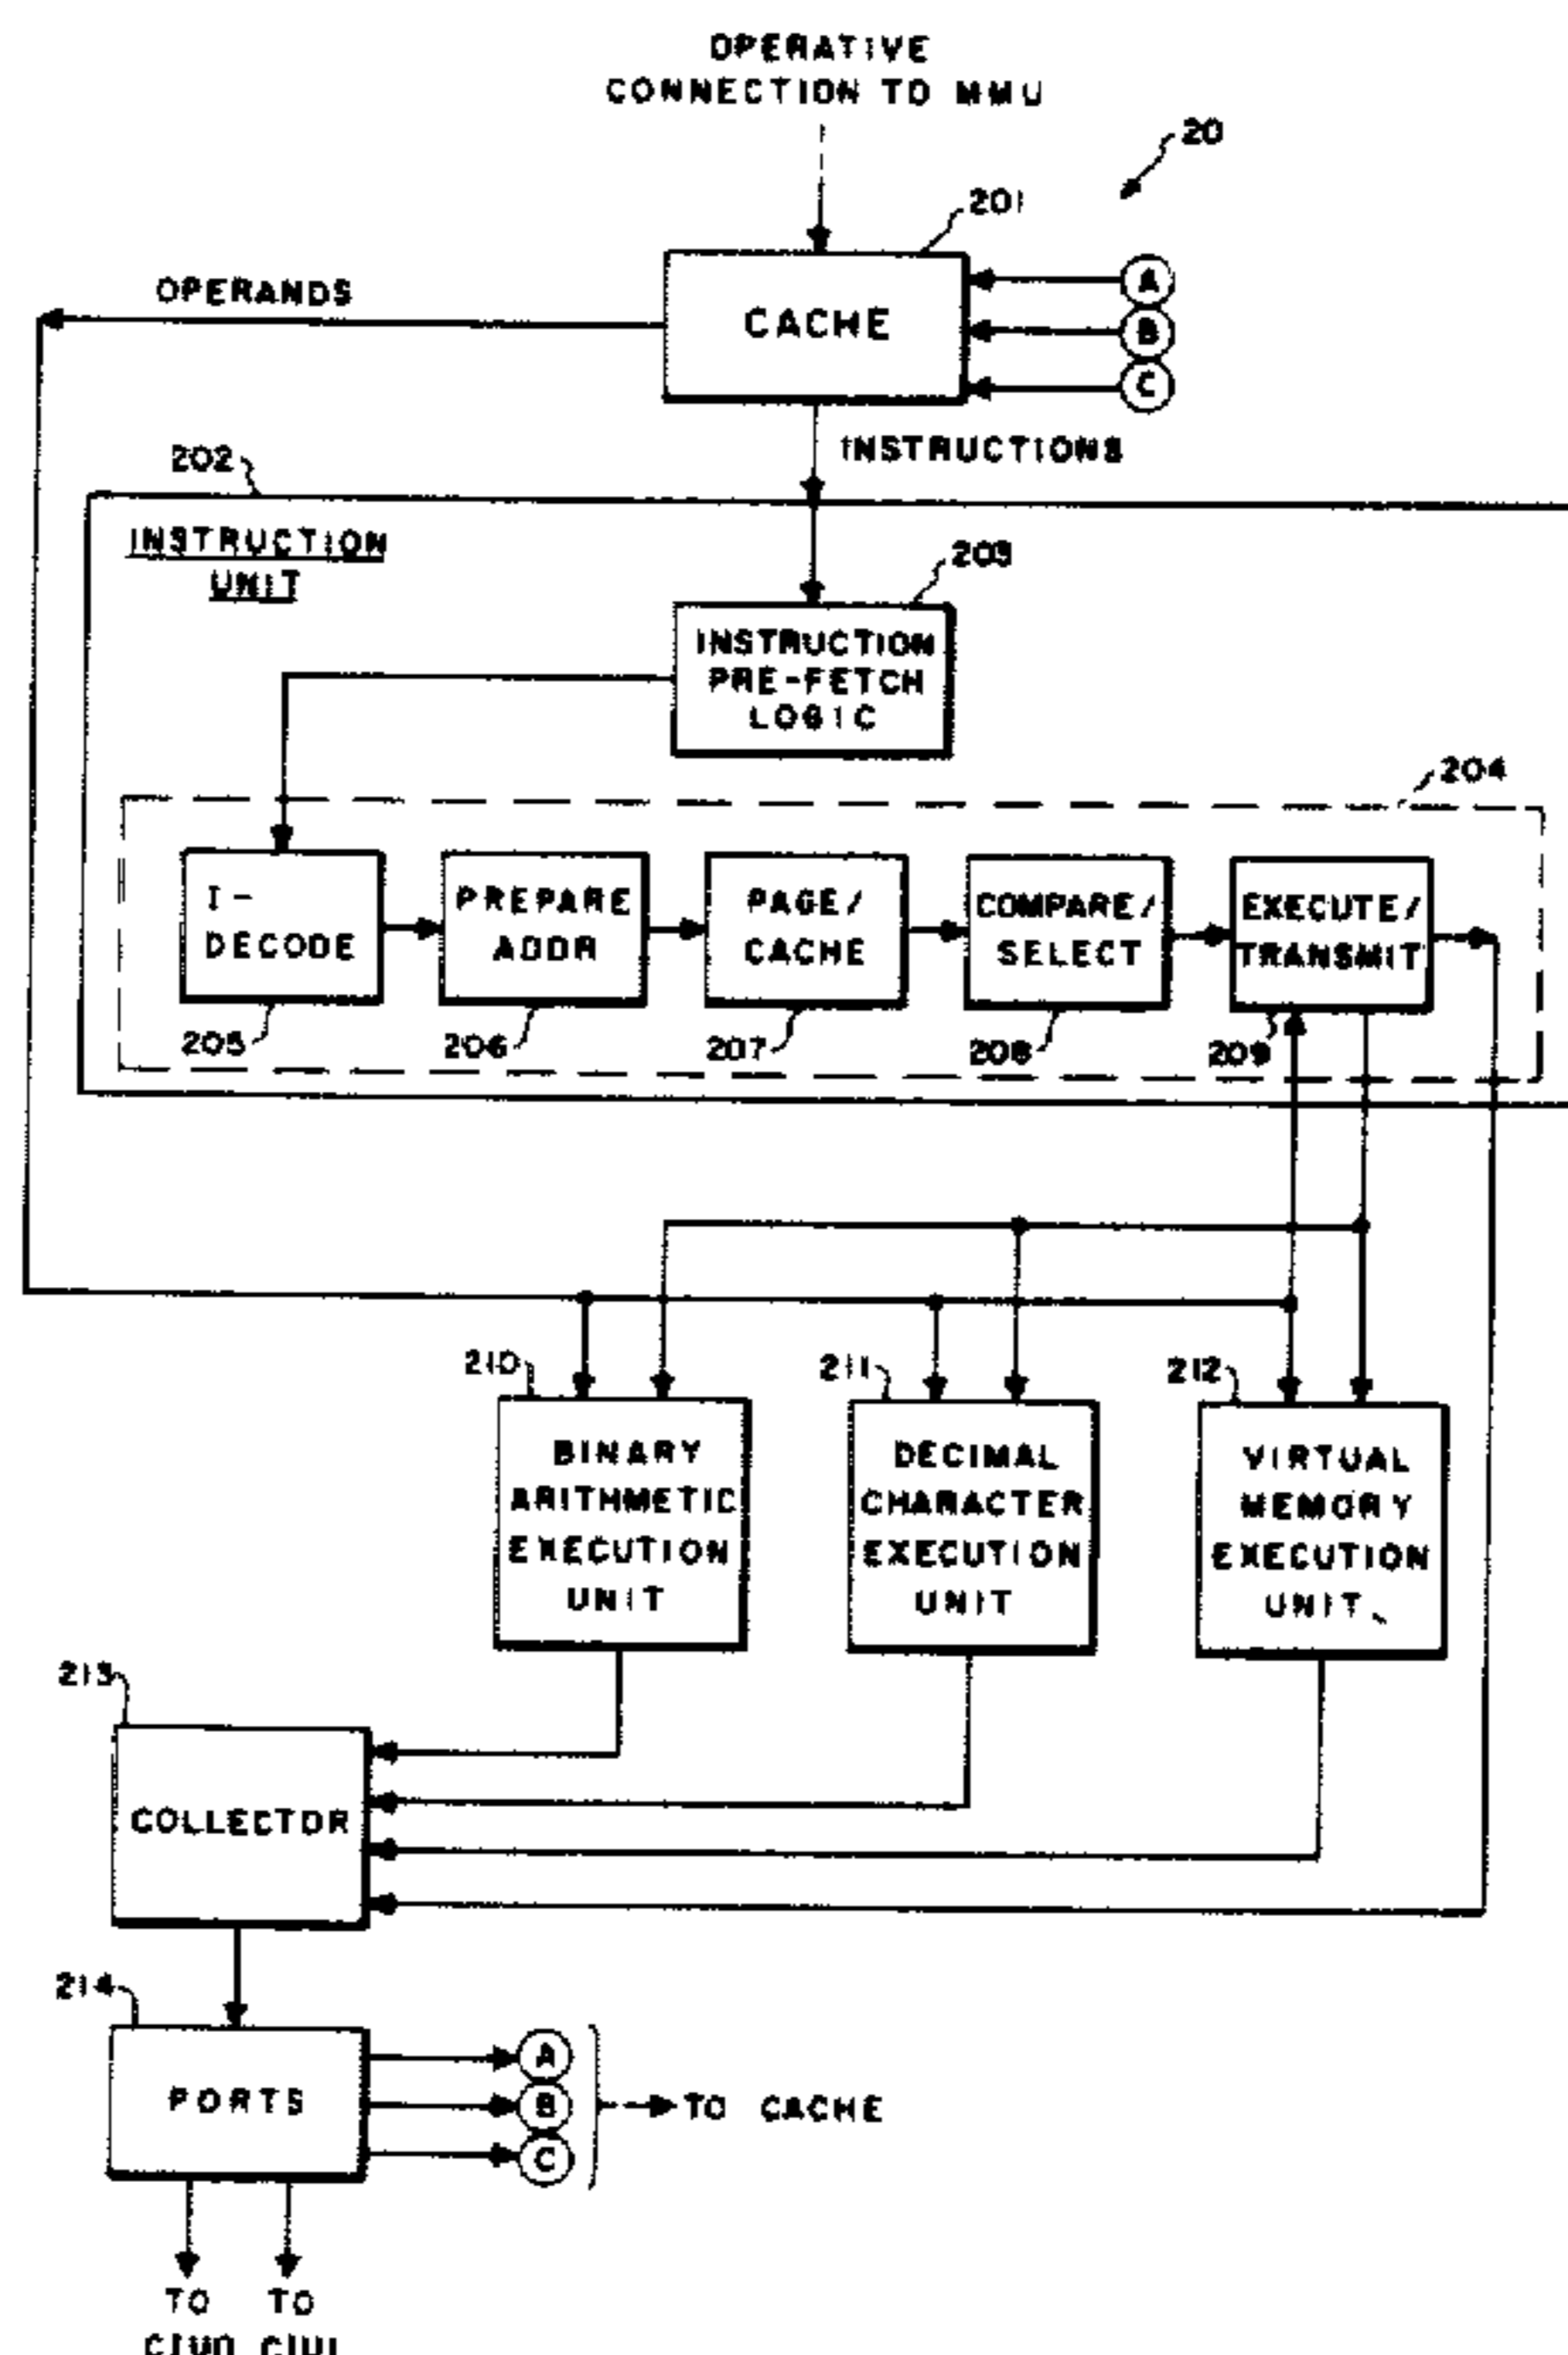 OPERATIVE
CONNECTION TO MMU
20
201
CACHE
A
B
C
OPERANDS
INSTRUCTIONS
202
INSTRUCTION
UNIT
203
INSTRUCTION
PRE-FETCH
LOGIC
204
I-
DECODE
PREPARE
ADDR
PAGE/
CACHE
COMPARE/
SELECT
EXECUTE/
TRANSMIT
205
206
207
208
209
210
211
212
BINARY
ARITHMETIC
EXECUTION
UNIT
DECIMAL
CHARACTER
EXECUTION
UNIT
VIRTUAL
MEMORY
EXECUTION
UNIT
213
COLLECTOR
214
PORTS
A
B
C
TO CACHE
TO
TO